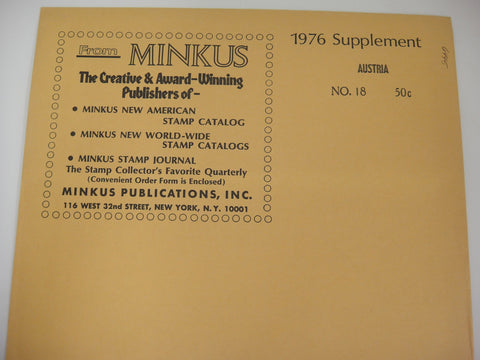 From MINKUS
The Creative & Award-Winning
Publishers of-
• MINKUS NEW AMERICAN
STAMP CATALOG
• MINKUS NEW WORLD-WIDE
STAMP CATALOGS
• MINKUS STAMP JOURNAL
The Stamp Collector's Favorite Quarterly
(Convenient Order Form is Enclosed)
MINKUS PUBLICATIONS, INC.
116 WEST 32nd STREET, NEW YORK, N. Y. 10001
1976 Supplement
AUSTRIA
NO. 18 50c